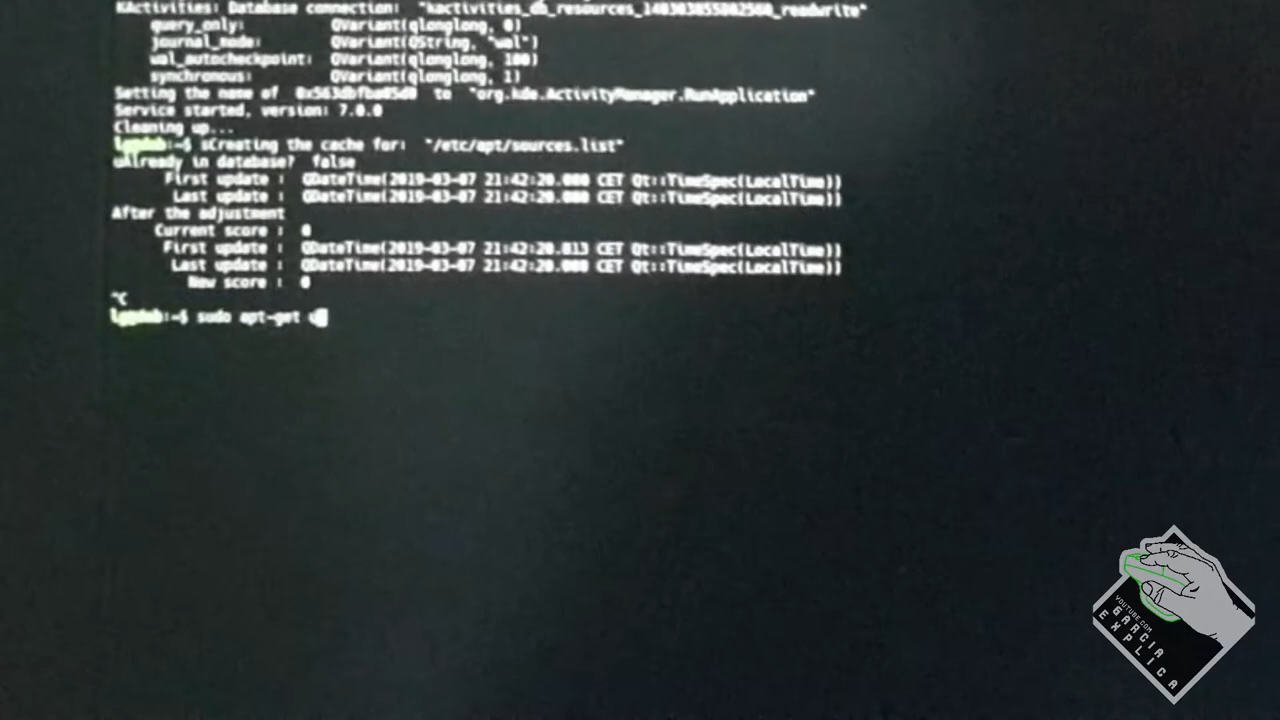 KActivities: Database connection: "kactivities_db_resources_140303855802560_readwrite"
query_only: QVariant(qlonglong, 0)
journal_mode: QVariant(QString, "wal")
wal_autocheckpoint: QVariant(qlonglong, 100)
synchronous: QVariant(qlonglong, 1)
Setting the name of 0x563dbfba05d0 to "org.kde.ActivityManager.RunApplication"
Service started, version: 7.0.0
Cleaning up...
:~$ sCreating the cache for: "/etc/apt/sources.list"
uAlready in database? false
First update : QDateTime(2019-03-07 21:42:20.000 CET Qt::TimeSpec(LocalTime))
Last update : QDateTime(2019-03-07 21:42:20.000 CET Qt::TimeSpec(LocalTime))
After the adjustment
Current score : 0
First update : QDateTime(2019-03-07 21:42:20.013 CET Qt::TimeSpec(LocalTime))
Last update : QDateTime(2019-03-07 21:42:20.000 CET Qt::TimeSpec(LocalTime))
New score : 0
^C
:~$ sudo apt-get u
YOUTUBE.COM
GARCIA
EXPLICA